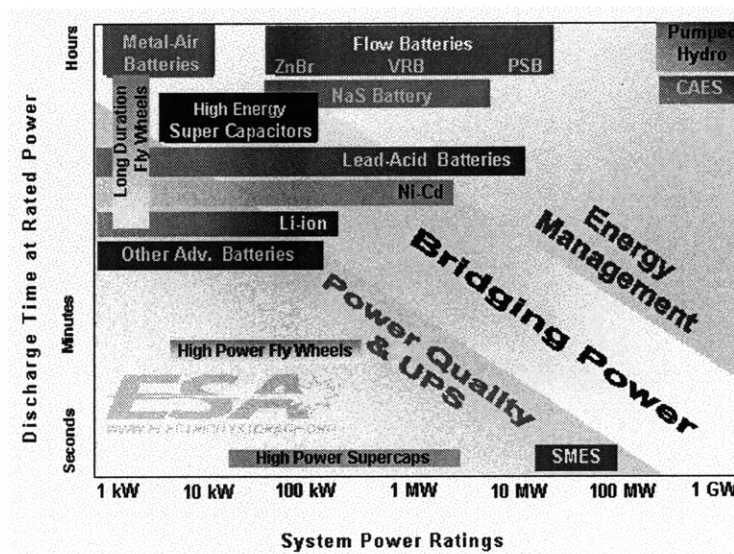 Hours
Minutes
Seconds
Discharge Time at Rated Power
Metal-Air
Batteries
Flow Batteries
ZnBr VRB PSB
Pumped
Hydro
NaS Battery
CAES
Long Duration
Fly Wheels
High Energy
Super Capacitors
Lead-Acid Batteries
Ni-Cd
Li-ion
Other Adv. Batteries
Energy
Management
Bridging Power
Power Quality
& UPS
High Power Fly Wheels
ESA
WWW.ELECTRICITYSTORAGE.ORG
High Power Supercaps
SMES
1 kW 10 kW 100 kW 1 MW 10 MW 100 MW 1 GW
System Power Ratings